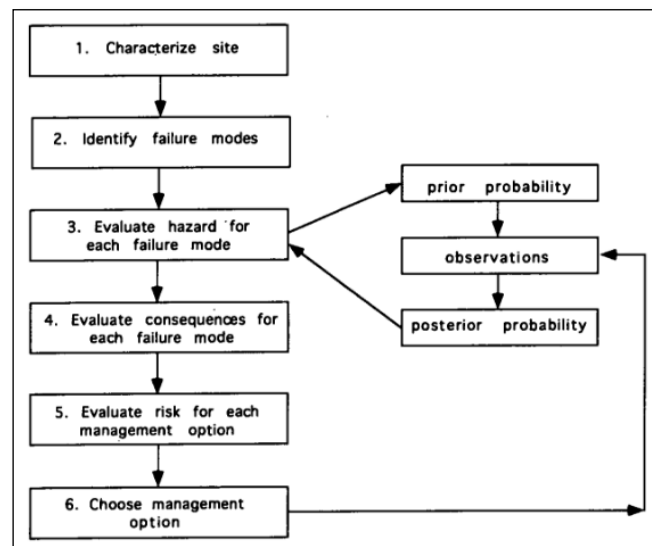 1. Characterize site
2. Identify failure modes
3. Evaluate hazard for
each failure mode
4. Evaluate consequences for
each failure mode
5. Evaluate risk for each
management option
6. Choose management
option
prior probability
observations
posterior probability